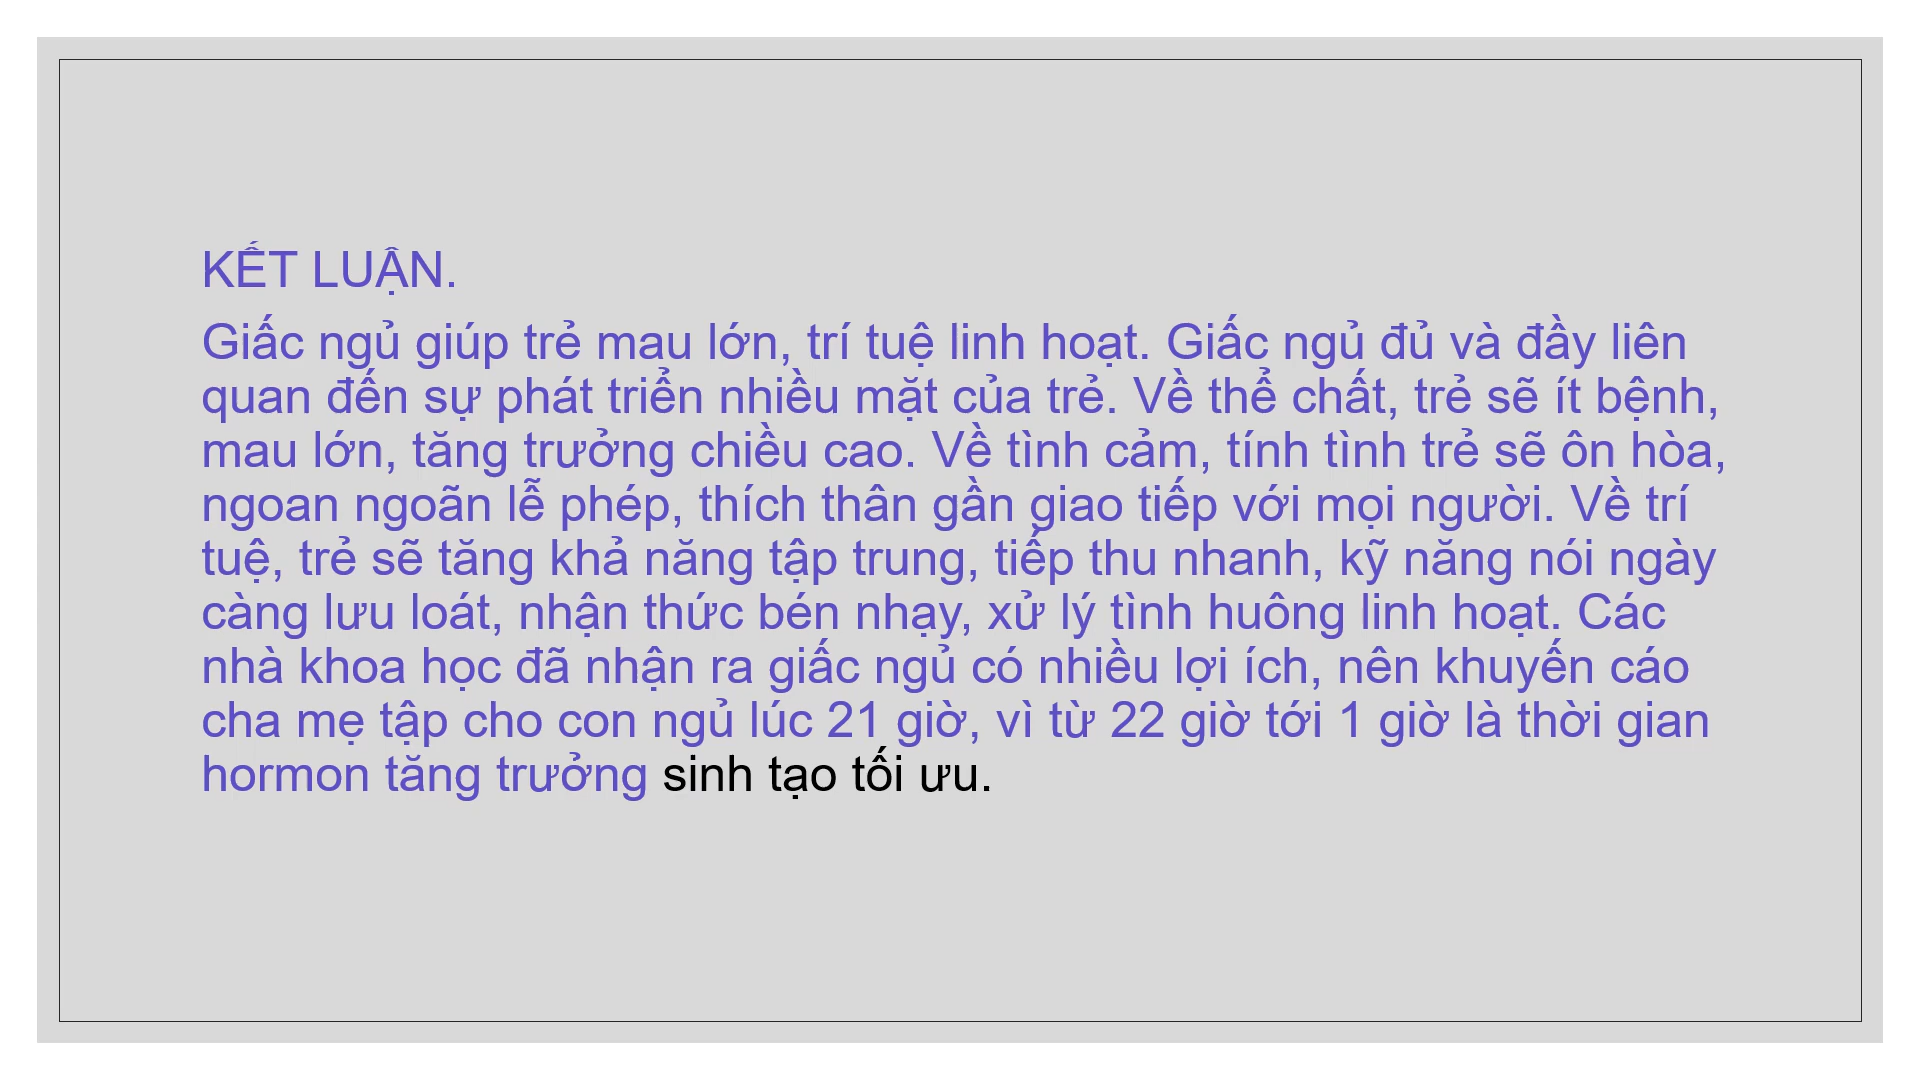 KẾT LUẬN.
Giấc ngủ giúp trẻ mau lớn, trí tuệ linh hoạt. Giấc ngủ đủ và đầy liên
quan đến sự phát triển nhiều mặt của trẻ. Về thể chất, trẻ sẽ ít bệnh,
mau lớn, tăng trưởng chiều cao. Về tình cảm, tính tình trẻ sẽ ôn hòa,
ngoan ngoãn lễ phép, thích thân gần giao tiếp với mọi người. Về trí
tuệ, trẻ sẽ tăng khả năng tập trung, tiếp thu nhanh, kỹ năng nói ngày
càng lưu loát, nhận thức bén nhạy, xử lý tình huông linh hoạt. Các
nhà khoa học đã nhận ra giấc ngủ có nhiều lợi ích, nên khuyến cáo
cha mẹ tập cho con ngủ lúc 21 giờ, vì từ 22 giờ tới 1 giờ là thời gian
hormon tăng trưởng sinh tạo tối ưu.